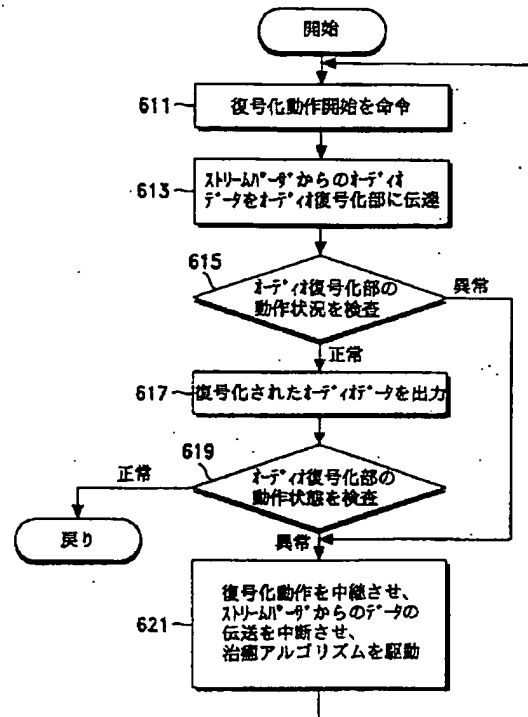 開始
611
復号化動作開始を命令
613
ｽﾄﾘｰﾑﾊﾟｰｻﾞからのｵｰﾃﾞｨｵ
ﾃﾞｰﾀをｵｰﾃﾞｨｵ復号化部に伝達
615
ｵｰﾃﾞｨｵ復号化部の
動作状況を検査
異常
正常
617
復号化されたｵｰﾃﾞｨｵﾃﾞｰﾀを出力
619
正常
ｵｰﾃﾞｨｵ復号化部の
動作状態を検査
戻り
異常
621
復号化動作を中継させ、
ｽﾄﾘｰﾑﾊﾟｰｻﾞからのﾃﾞｰﾀの
伝送を中断させ、
治癒アルゴリズムを駆動